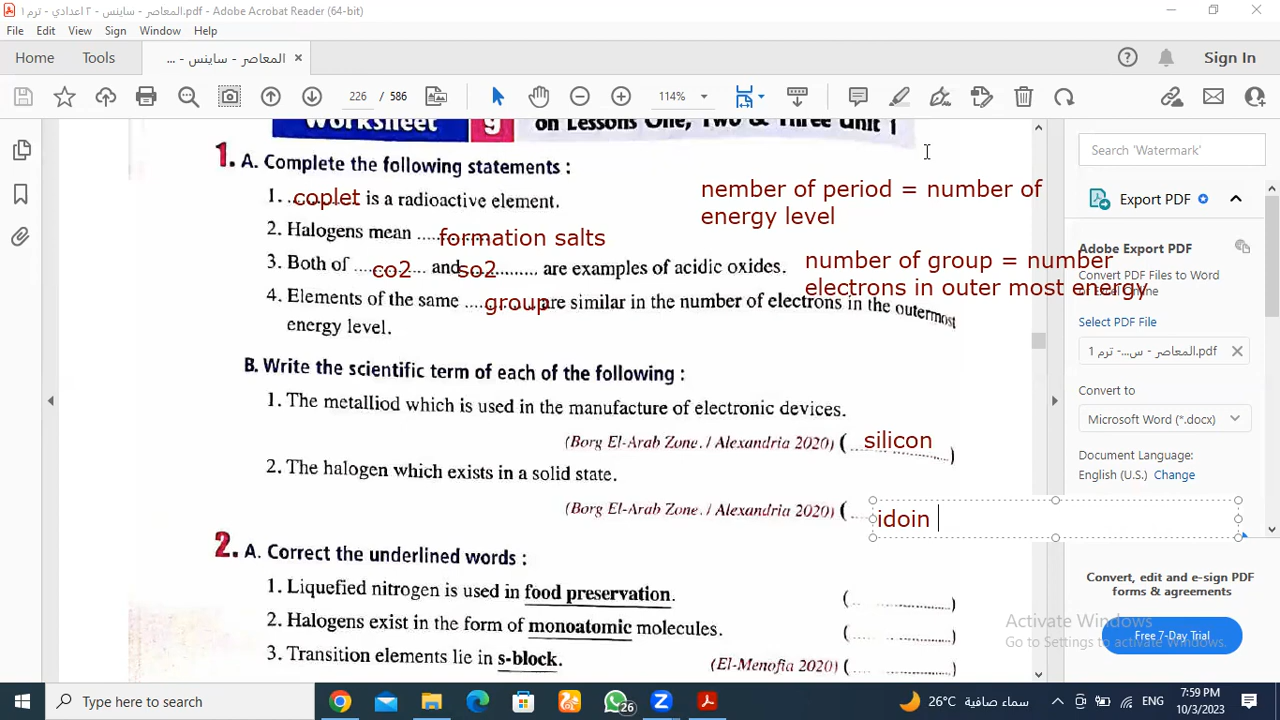 المعاصر - ساينس - ٢ اعدادي - ترم ١.pdf - Adobe Acrobat Reader (64-bit)
File Edit View Sign Window Help
Home Tools المعاصر - ساينس - ... × Sign In
226 / 586 114%
Worksheet 9 on Lessons One, Two & Three Unit 1
1. A. Complete the following statements :
1. coplet is a radioactive element.
2. Halogens mean formation salts
3. Both of co2 and so2 are examples of acidic oxides.
4. Elements of the same group are similar in the number of electrons in the outermost
energy level.
nember of period = number of
energy level
number of group = number
electrons in outer most energy
B. Write the scientific term of each of the following :
1. The metalliod which is used in the manufacture of electronic devices.
(Borg El-Arab Zone. / Alexandria 2020) ( silicon )
2. The halogen which exists in a solid state.
(Borg El-Arab Zone. / Alexandria 2020) ( idoin
2. A. Correct the underlined words :
1. Liquefied nitrogen is used in food preservation. (............)
2. Halogens exist in the form of monoatomic molecules. (............)
3. Transition elements lie in s-block. (El-Menofia 2020) (............)
Search 'Watermark'
Export PDF
Adobe Export PDF
Convert PDF Files to Word
or Excel Online
Select PDF File
المعاصر - س...- ترم 1.pdf
Convert to
Microsoft Word (*.docx)
Document Language:
English (U.S.) Change
Convert, edit and e-sign PDF
forms & agreements
Free 7-Day Trial
Activate Windows
Go to Settings to activate Windows.
Type here to search
26
26°C سماء صافية ENG 7:59 PM
10/3/2023